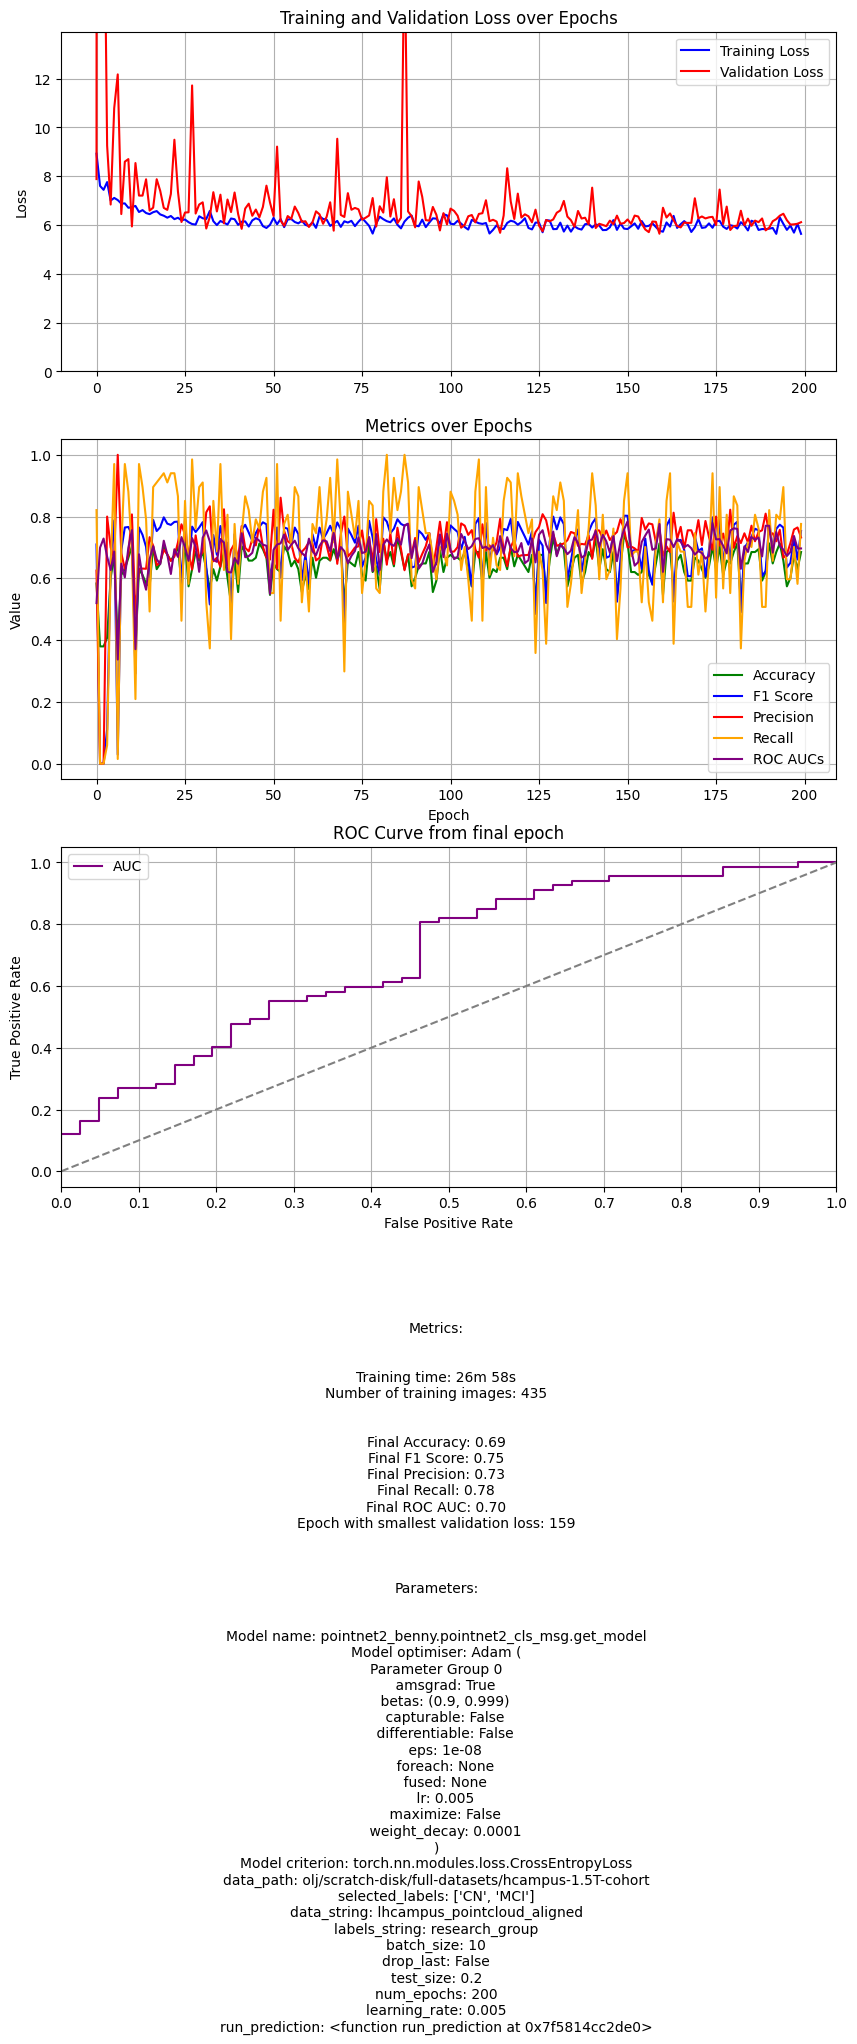 Training and Validation Loss over Epochs
Loss
12
10
8
6
4
2
0
Training Loss
Validation Loss
0 25 50 75 100 125 150 175 200
Metrics over Epochs
Value
1.0
0.8
0.6
0.4
0.2
0.0
Accuracy
F1 Score
Precision
Recall
ROC AUCs
0 25 50 75 100 125 150 175 200
Epoch
ROC Curve from final epoch
True Positive Rate
1.0
0.8
0.6
0.4
0.2
0.0
AUC
0.0 0.1 0.2 0.3 0.4 0.5 0.6 0.7 0.8 0.9 1.0
False Positive Rate
Metrics:
Training time: 26m 58s
Number of training images: 435
Final Accuracy: 0.69
Final F1 Score: 0.75
Final Precision: 0.73
Final Recall: 0.78
Final ROC AUC: 0.70
Epoch with smallest validation loss: 159
Parameters:
Model name: pointnet2_benny.pointnet2_cls_msg.get_model
Model optimiser: Adam (
Parameter Group 0
amsgrad: True
betas: (0.9, 0.999)
capturable: False
differentiable: False
eps: 1e-08
foreach: None
fused: None
lr: 0.005
maximize: False
weight_decay: 0.0001
)
Model criterion: torch.nn.modules.loss.CrossEntropyLoss
data_path: olj/scratch-disk/full-datasets/hcampus-1.5T-cohort
selected_labels: ['CN', 'MCI']
data_string: lhcampus_pointcloud_aligned
labels_string: research_group
batch_size: 10
drop_last: False
test_size: 0.2
num_epochs: 200
learning_rate: 0.005
run_prediction: <function run_prediction at 0x7f5814cc2de0>